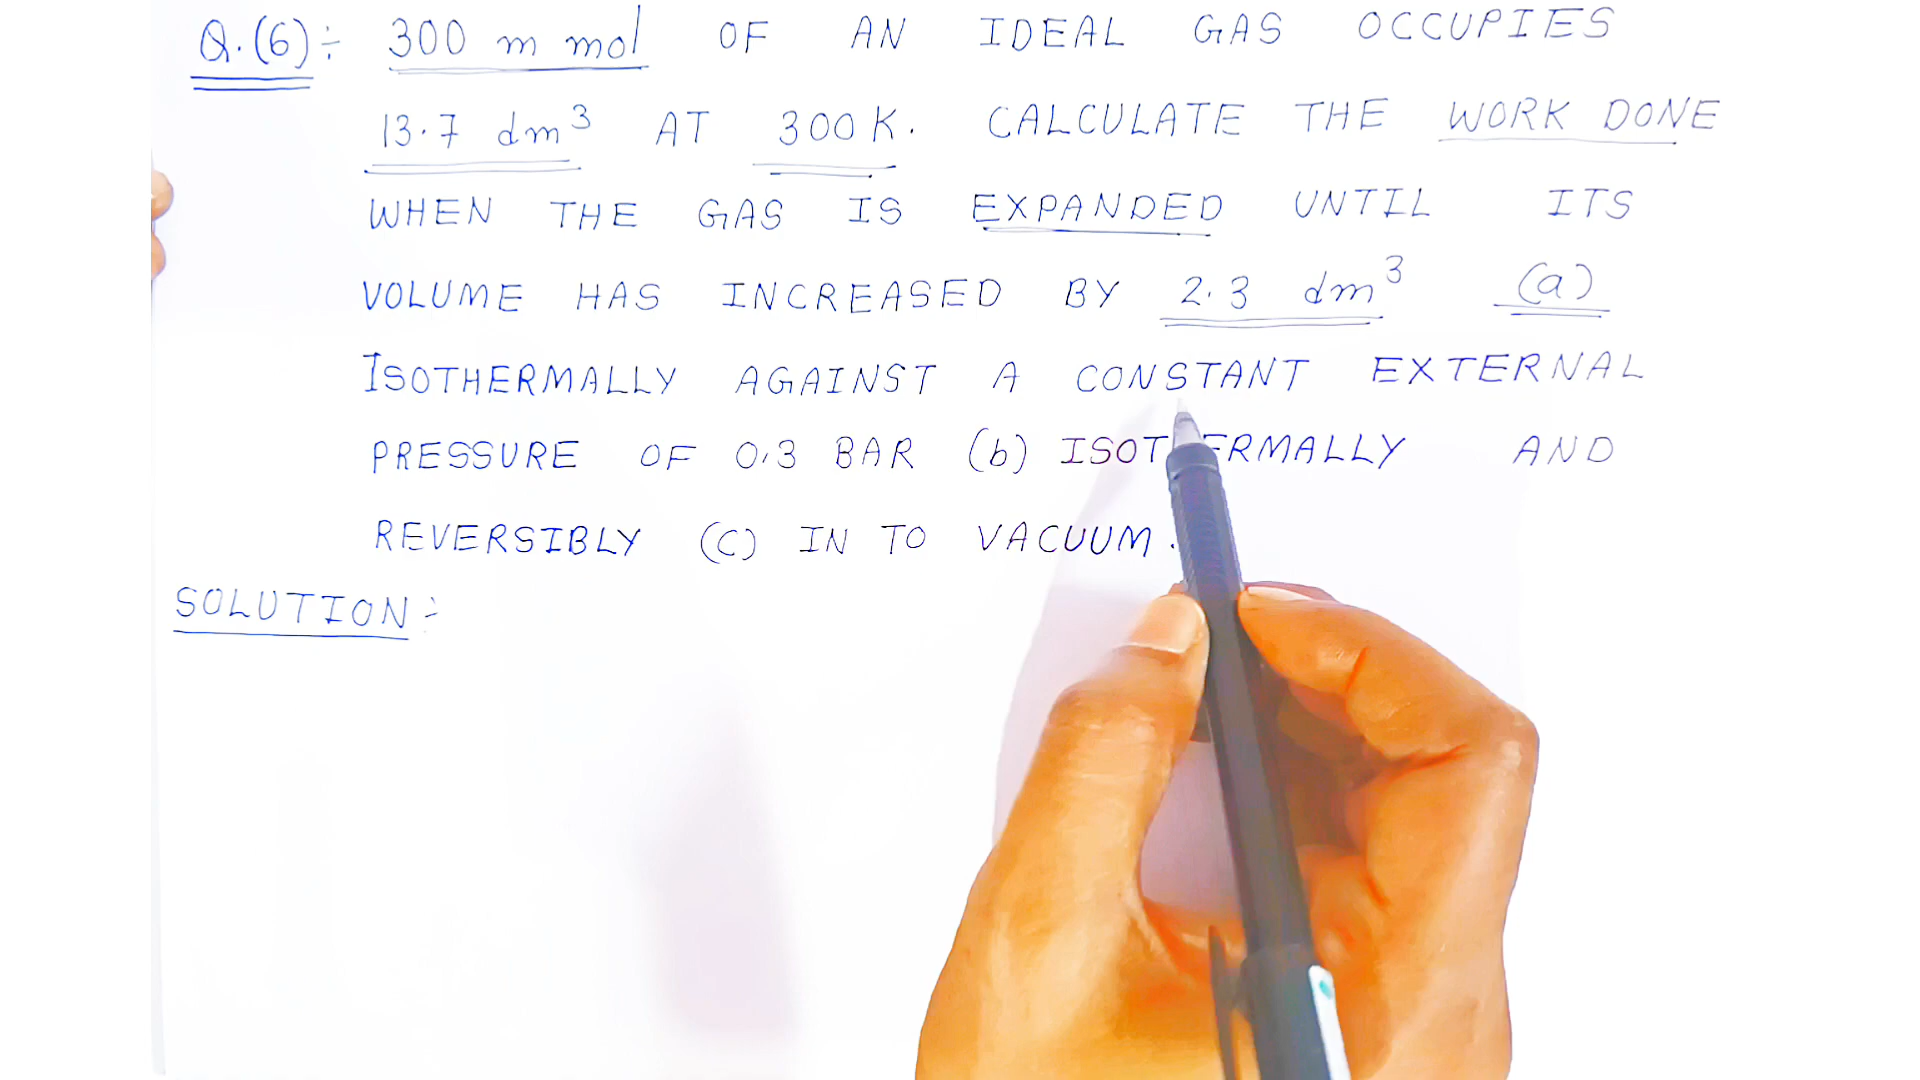 Q.(6):- 300 m mol OF AN IDEAL GAS OCCUPIES
13.7 dm³ AT 300K. CALCULATE THE WORK DONE
WHEN THE GAS IS EXPANDED UNTIL ITS
VOLUME HAS INCREASED BY 2.3 dm³ (a)
ISOTHERMALLY AGAINST A CONSTANT EXTERNAL
PRESSURE OF 0.3 BAR (b) ISOTHERMALLY AND
REVERSIBLY (C) IN TO VACUUM.
SOLUTION:-